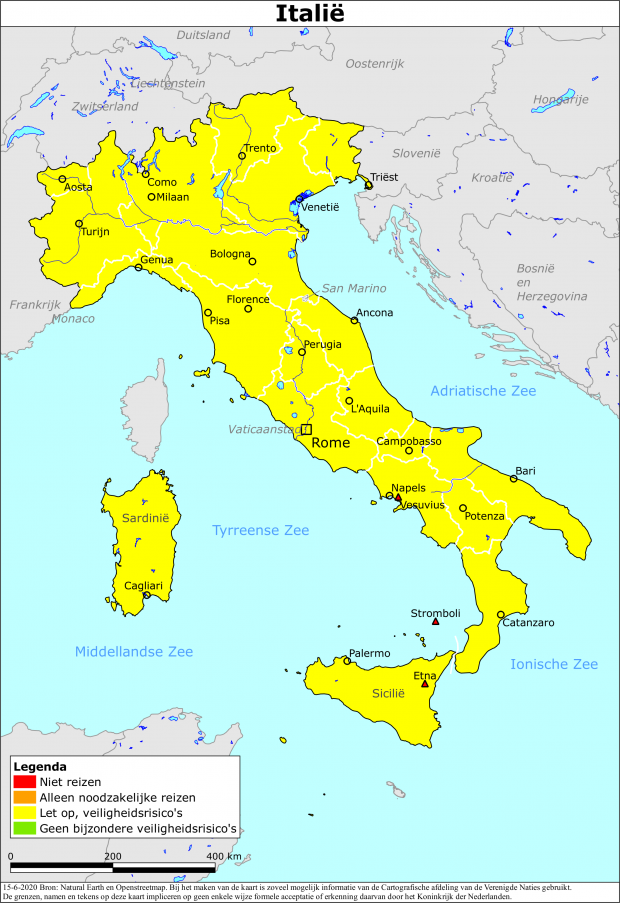 Italië
Duitsland
Oostenrijk
Liechtenstein
Zwitserland
Hongarije
Trento
Slovenië
Como
Triëst
Kroatië
Aosta
Milaan
Venetië
Turijn
Bologna
Genua
Bosnië
en
Herzegovina
San Marino
Florence
Frankrijk
Monaco
Pisa
Ancona
Perugia
Adriatische Zee
L'Aquila
Vaticaanstad
Rome
Campobasso
Bari
Napels
Vesuvius
Sardinië
Potenza
Tyrreense Zee
Cagliari
Stromboli
Catanzaro
Middellandse Zee
Palermo
Ionische Zee
Etna
Sicilië
Legenda
Niet reizen
Alleen noodzakelijke reizen
Let op, veiligheidsrisico's
Geen bijzondere veiligheidsrisico's
0 200 400 km
15-6-2020 Bron: Natural Earth en Openstreetmap. Bij het maken van de kaart is zoveel mogelijk informatie van de Cartografische afdeling van de Verenigde Naties gebruikt.
De grenzen, namen en tekens op deze kaart impliceren op geen enkele wijze formele acceptatie of erkenning daarvan door het Koninkrijk der Nederlanden.